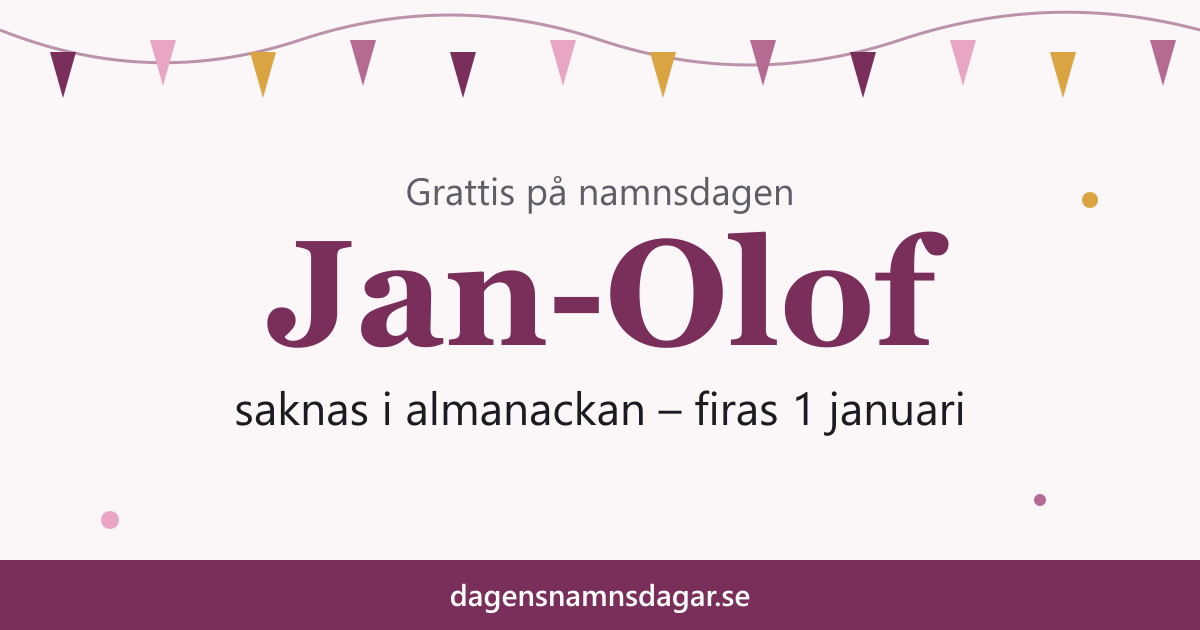 Grattis på namnsdagen
Jan-Olof
saknas i almanackan – firas 1 januari
dagensnamnsdagar.se